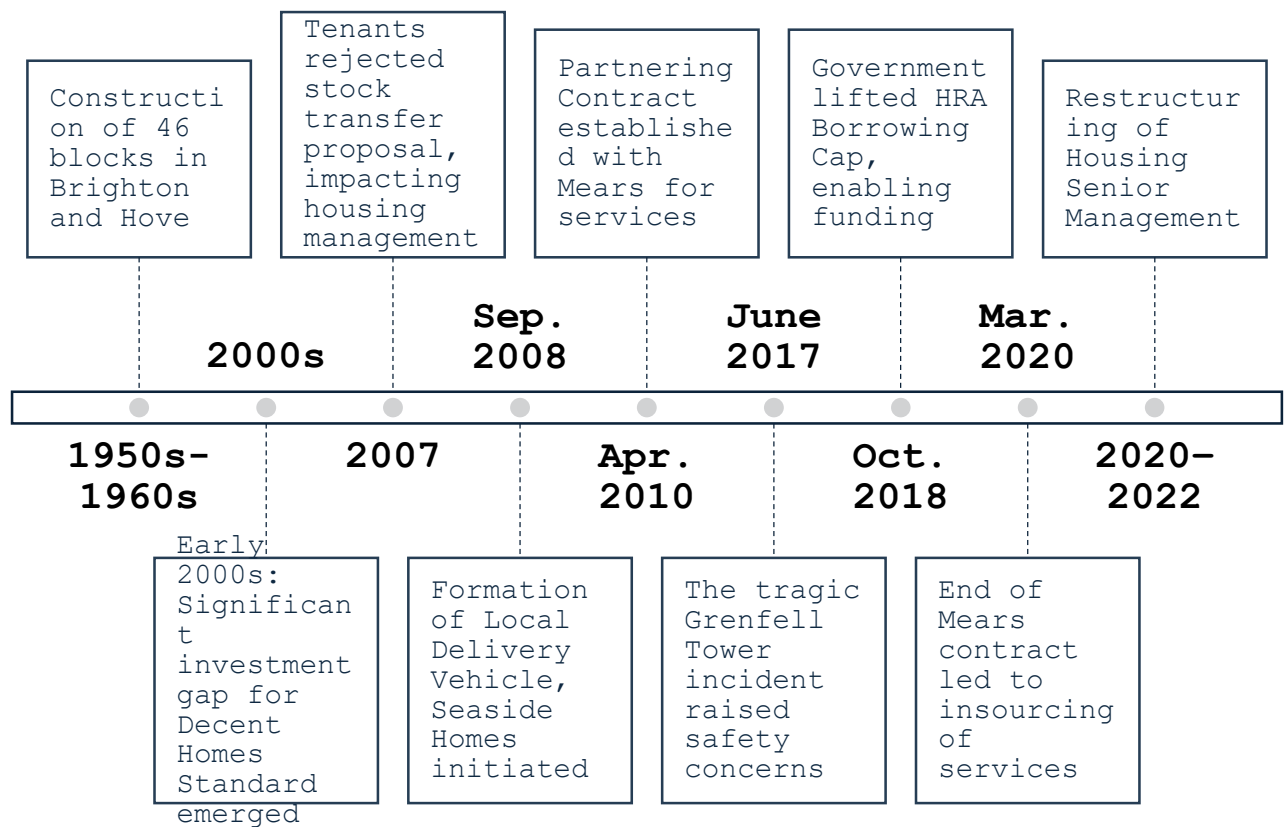 Constructi
on of 46
blocks in
Brighton
and Hove
Tenants
rejected
stock
transfer
proposal,
impacting
housing
management
Partnering
Contract
establishe
d with
Mears for
services
Government
lifted HRA
Borrowing
Cap,
enabling
funding
Restructur
ing of
Housing
Senior
Management
2000s
Sep.
2008
June
2017
Mar.
2020
1950s-
1960s
2007
Apr.
2010
Oct.
2018
2020–
2022
Early
2000s:
Significan
t
investment
gap for
Decent
Homes
Standard
emerged
Formation
of Local
Delivery
Vehicle,
Seaside
Homes
initiated
The tragic
Grenfell
Tower
incident
raised
safety
concerns
End of
Mears
contract
led to
insourcing
of
services